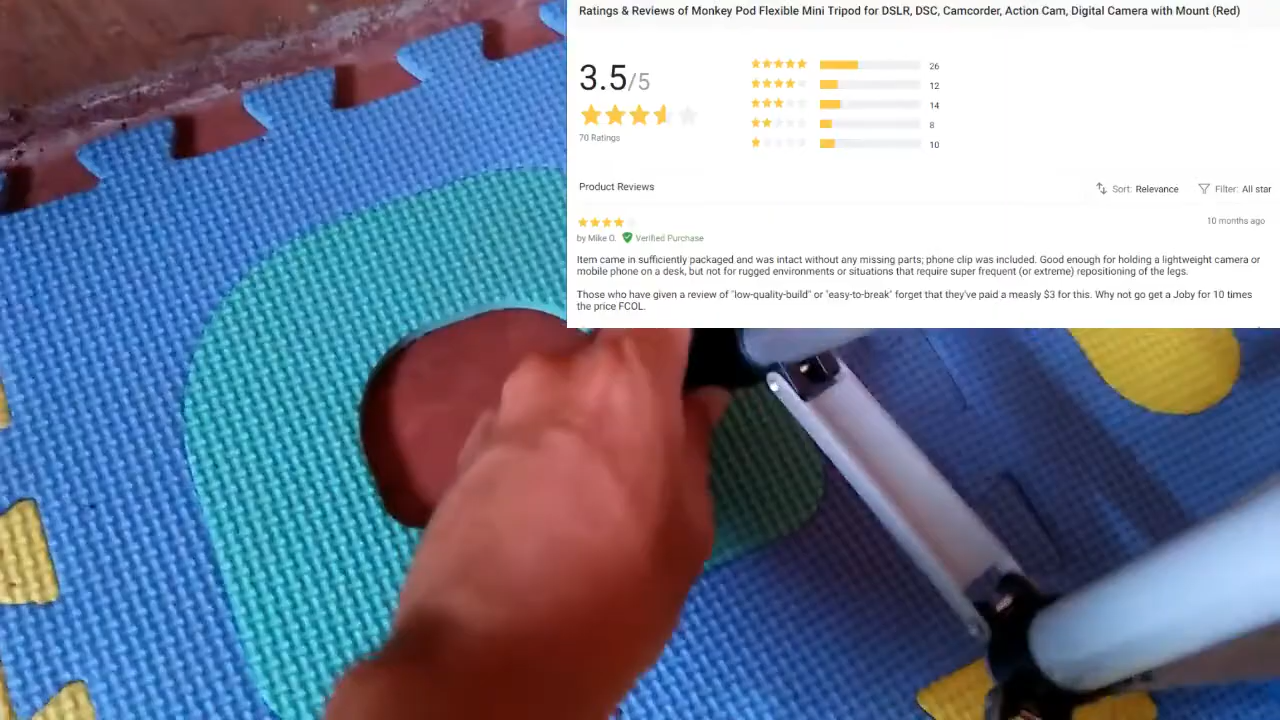 Ratings & Reviews of Monkey Pod Flexible Mini Tripod for DSLR, DSC, Camcorder, Action Cam, Digital Camera with Mount (Red)
3.5/5
70 Ratings
26
12
14
8
10
Product Reviews
Sort: Relevance
Filter: All star
10 months ago
by Mike O. Verified Purchase
Item came in sufficiently packaged and was intact without any missing parts; phone clip was included. Good enough for holding a lightweight camera or
mobile phone on a desk, but not for rugged environments or situations that require super frequent (or extreme) repositioning of the legs.
Those who have given a review of "low-quality-build" or "easy-to-break" forget that they've paid a measly $3 for this. Why not go get a Joby for 10 times
the price FCOL.